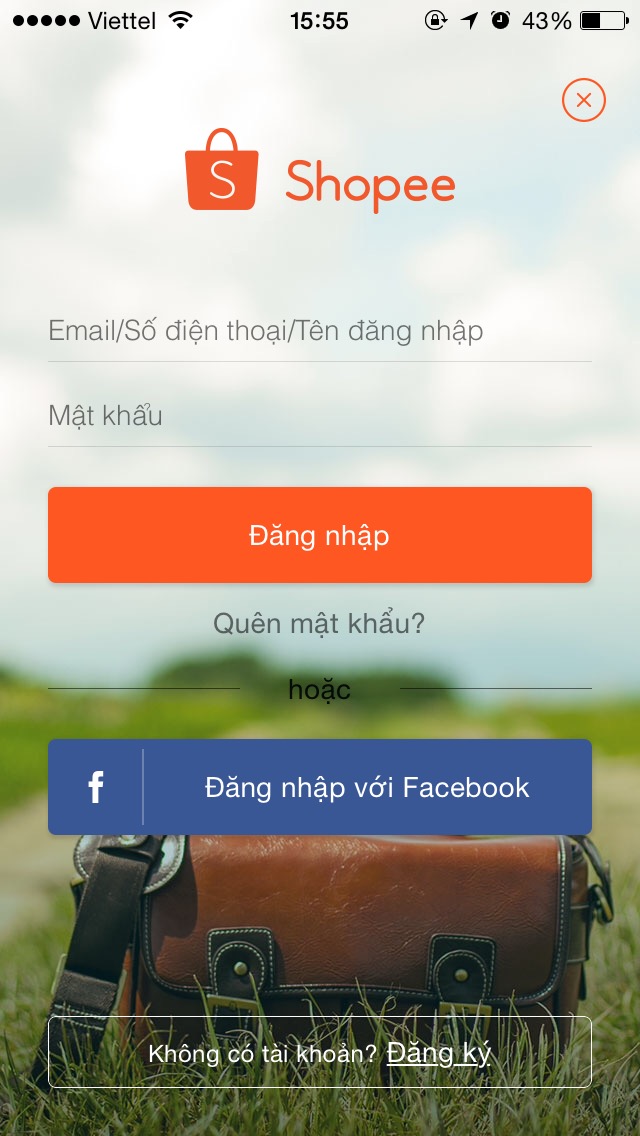 Viettel 15:55 43%
S Shopee
Email/Số điện thoại/Tên đăng nhập
Mật khẩu
Đăng nhập
Quên mật khẩu?
hoặc
f Đăng nhập với Facebook
Không có tài khoản? Đăng ký